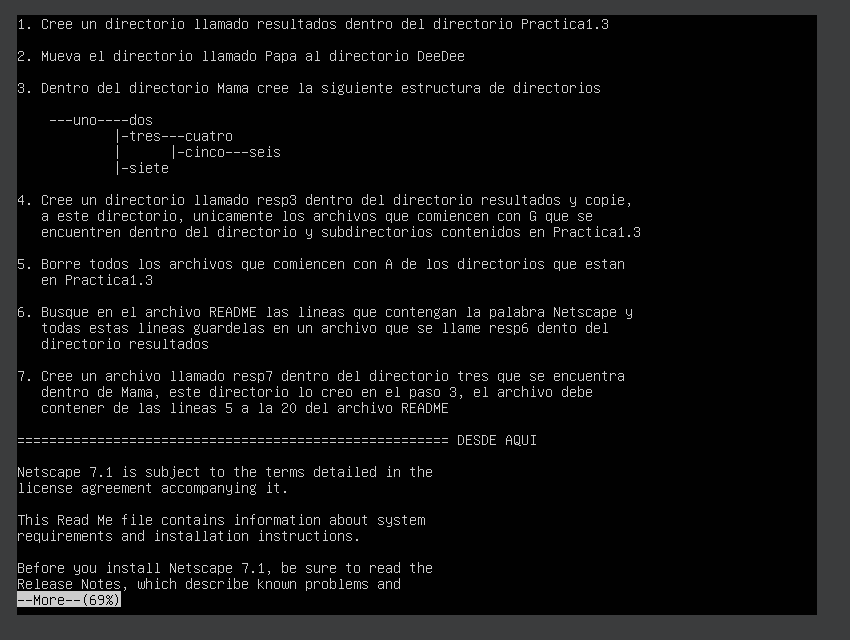 1. Cree un directorio llamado resultados dentro del directorio Practica1.3
2. Mueva el directorio llamado Papa al directorio DeeDee
3. Dentro del directorio Mama cree la siguiente estructura de directorios
---uno----dos
|-tres---cuatro
|      |-cinco---seis
|-siete
4. Cree un directorio llamado resp3 dentro del directorio resultados y copie,
a este directorio, unicamente los archivos que comiencen con G que se
encuentren dentro del directorio y subdirectorios contenidos en Practica1.3
5. Borre todos los archivos que comiencen con A de los directorios que estan
en Practica1.3
6. Busque en el archivo README las lineas que contengan la palabra Netscape y
todas estas lineas guardelas en un archivo que se llame resp6 dento del
directorio resultados
7. Cree un archivo llamado resp7 dentro del directorio tres que se encuentra
dentro de Mama, este directorio lo creo en el paso 3, el archivo debe
contener de las lineas 5 a la 20 del archivo README
====================================================== DESDE AQUI
Netscape 7.1 is subject to the terms detailed in the
license agreement accompanying it.
This Read Me file contains information about system
requirements and installation instructions.
Before you install Netscape 7.1, be sure to read the
Release Notes, which describe known problems and
--More--(69%)